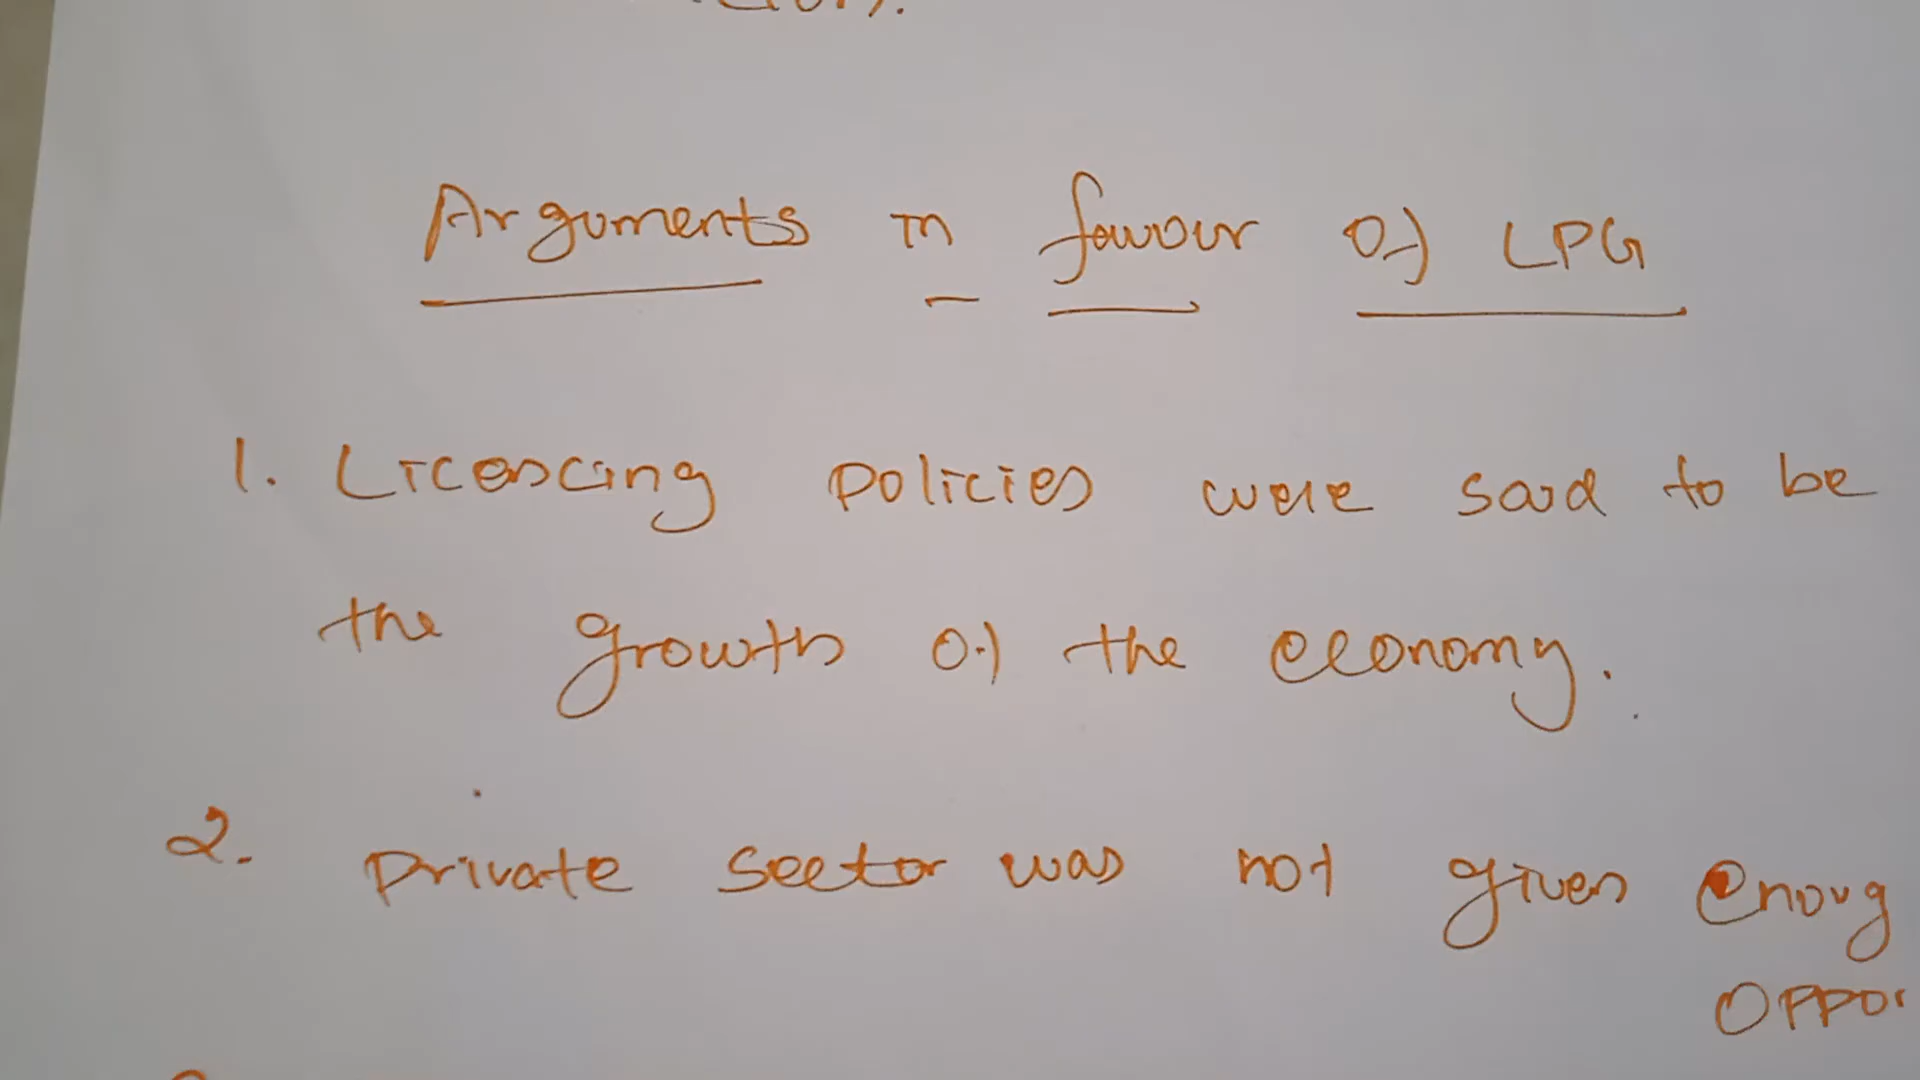 Arguments in favour of LPG
1. Licescing policies were said to be
the growth of the economy.
2. Private sector was not given enoug
oppor